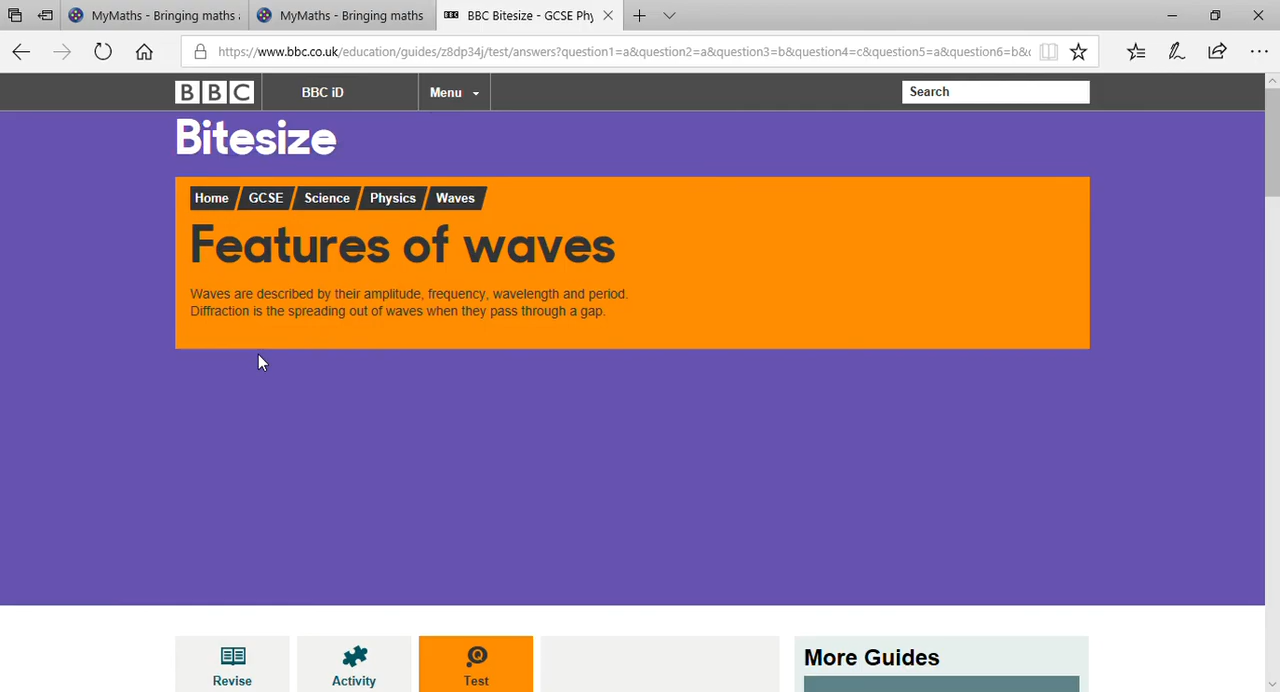 MyMaths - Bringing maths
MyMaths - Bringing maths
BBC BBC Bitesize - GCSE Phy
https://www.bbc.co.uk/education/guides/z8dp34j/test/answers?question1=a&question2=a&question3=b&question4=c&question5=a&question6=b&
BBC
BBC iD
Menu
Search
Bitesize
Home
GCSE
Science
Physics
Waves
Features of waves
Waves are described by their amplitude, frequency, wavelength and period.
Diffraction is the spreading out of waves when they pass through a gap.
Revise
Activity
Q
Test
More Guides